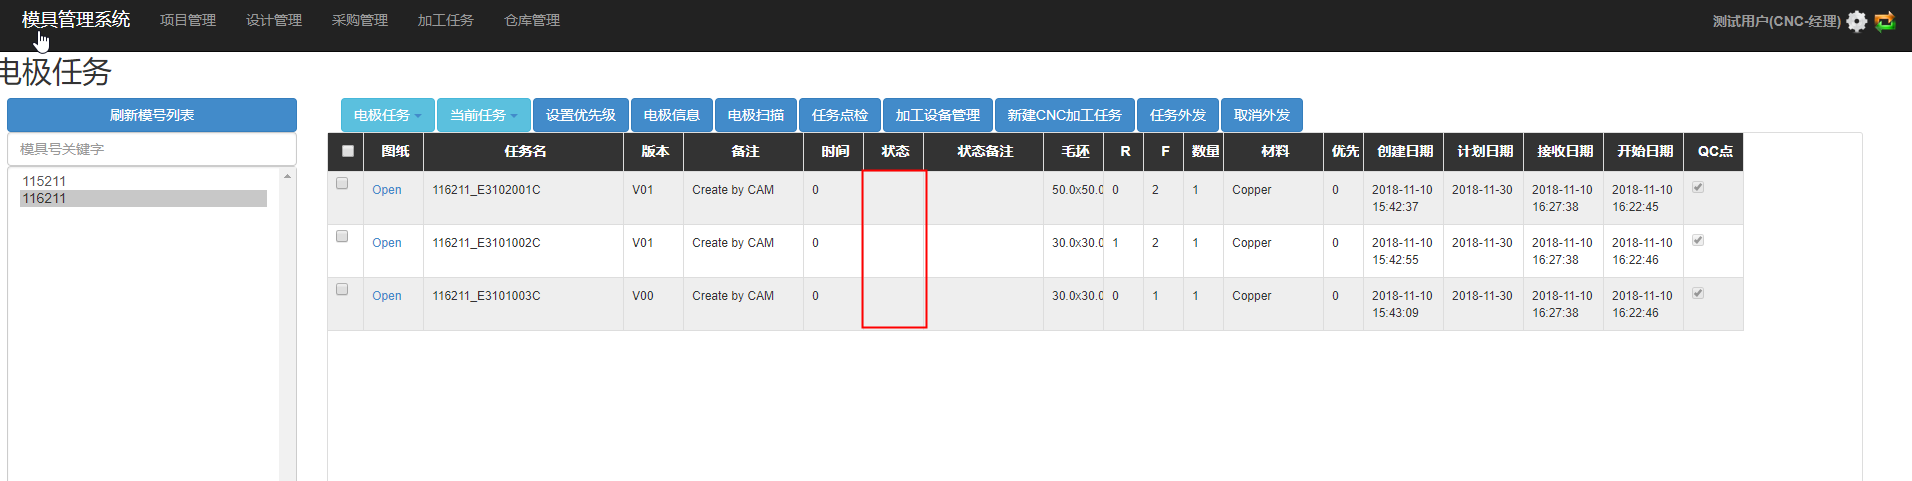 模具管理系统 项目管理 设计管理 采购管理 加工任务 仓库管理 测试用户(CNC-经理)
电极任务
刷新模号列表 电极任务 当前任务 设置优先级 电极信息 电极扫描 任务点检 加工设备管理 新建CNC加工任务 任务外发 取消外发
模具号关键字
115211
116211
图纸 任务名 版本 备注 时间 状态 状态备注 毛坯 R F 数量 材料 优先 创建日期 计划日期 接收日期 开始日期 QC点
Open 116211_E3102001C V01 Create by CAM 0 50.0x50.0 0 2 1 Copper 0 2018-11-10 2018-11-30 2018-11-10 2018-11-10
15:42:37 16:27:38 16:22:45
Open 116211_E3101002C V01 Create by CAM 0 30.0x30.0 1 2 1 Copper 0 2018-11-10 2018-11-30 2018-11-10 2018-11-10
15:42:55 16:27:38 16:22:46
Open 116211_E3101003C V00 Create by CAM 0 30.0x30.0 0 1 1 Copper 0 2018-11-10 2018-11-30 2018-11-10 2018-11-10
15:43:09 16:27:38 16:22:46